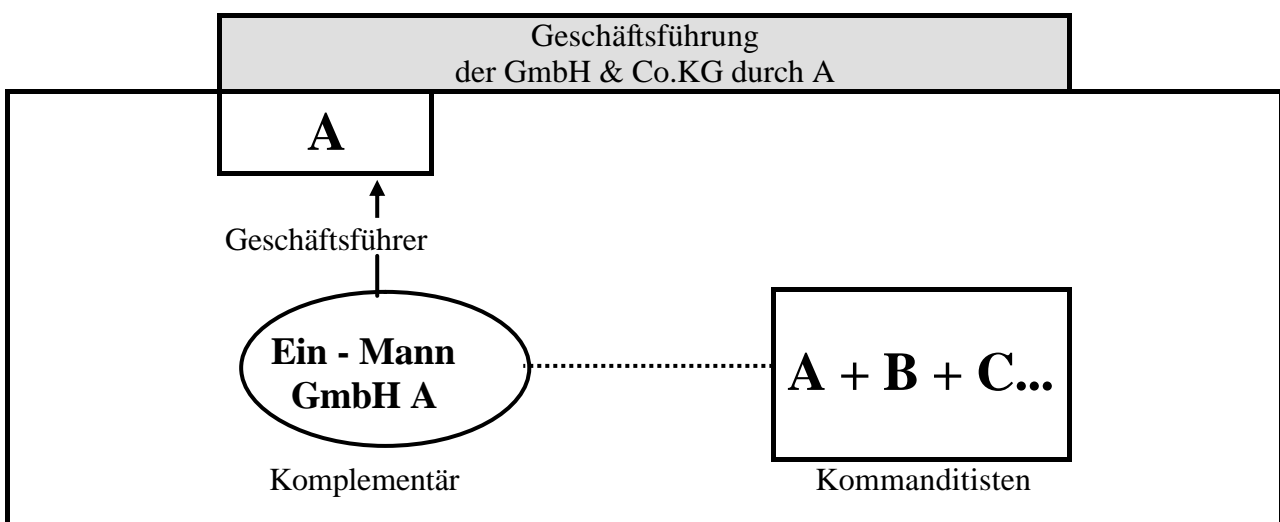 Geschäftsführung
der GmbH & Co.KG durch A
A
Geschäftsführer
Ein - Mann
GmbH A
A + B + C...
Komplementär
Kommanditisten